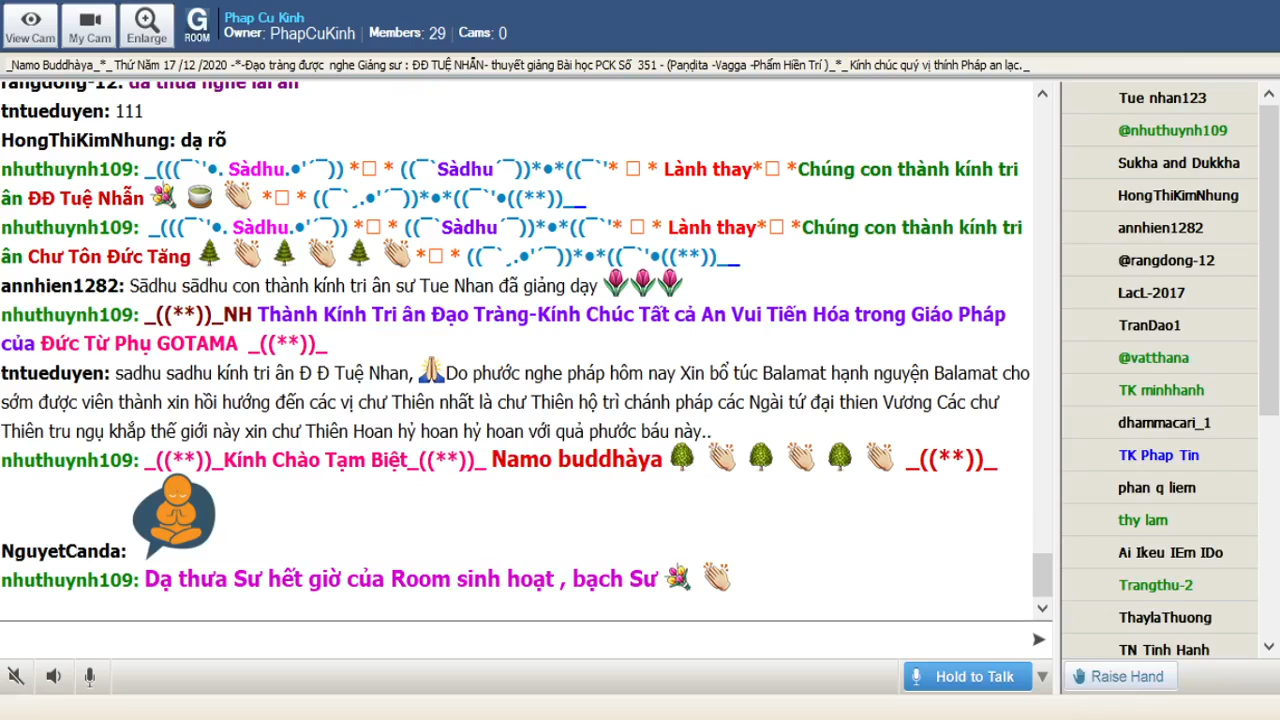 View Cam
My Cam
Enlarge
G ROOM
Phap Cu Kinh
Owner: PhapCuKinh Members: 29 Cams: 0
_Namo Buddhàya_*_ Thứ Năm 17 /12 /2020 -*-Đạo tràng được nghe Giảng sư : ĐĐ TUỆ NHẪN- thuyết giảng Bài học PCK Số 351 - (Paṇḍita -Vagga -Phẩm Hiền Trí )_*_ Kính chúc quý vị thính Pháp an lạc._
rangdong-12: dạ thưa nghe lại ah
tntueduyen: 111
HongThiKimNhung: dạ rõ
nhuthuynh109: _(((¯`'•. Sàdhu.•'´¯)) *□ * ((¯`Sàdhu´¯))*•*((¯`'* □ * Lành thay*□ *Chúng con thành kính tri
ân ĐĐ Tuệ Nhẫn *□ * ((¯`¸.•'´¯))*•*((¯`'•((**))_ _
nhuthuynh109: _(((¯`'•. Sàdhu.•'´¯)) *□ * ((¯`Sàdhu´¯))*•*((¯`'* □ * Lành thay*□ *Chúng con thành kính tri
ân Chư Tôn Đức Tăng *□ * ((¯`¸.•'´¯))*•*((¯`'•((**))_ _
annhien1282: Sādhu sādhu con thành kính tri ân sư Tue Nhan đã giảng dạy
nhuthuynh109: _((**))_NH Thành Kính Tri ân Đạo Tràng-Kính Chúc Tất cả An Vui Tiến Hóa trong Giáo Pháp
của Đức Từ Phụ GOTAMA _((**))_
tntueduyen: sadhu sadhu kính tri ân Đ Đ Tuệ Nhan, 🙏Do phước nghe pháp hôm nay Xin bổ túc Balamat hạnh nguyện Balamat cho
sớm được viên thành xin hồi hướng đến các vị chư Thiên nhất là chư Thiên hộ trì chánh pháp các Ngài tứ đại thien Vương Các chư
Thiên tru ngụ khắp thế giới này xin chư Thiên Hoan hỷ hoan hỷ hoan với quả phước báu này..
nhuthuynh109: _((**))_Kính Chào Tạm Biệt_((**))_ Namo buddhàya _((**))_
NguyetCanda:
nhuthuynh109: Dạ thưa Sư hết giờ của Room sinh hoạt , bạch Sư
Hold to Talk
Tue nhan123
@nhuthuynh109
Sukha and Dukkha
HongThiKimNhung
annhien1282
@rangdong-12
LacL-2017
TranDao1
@vatthana
TK minhhanh
dhammacari_1
TK Phap Tin
phan q liem
thy lam
Ai Ikeu IEm IDo
Trangthu-2
ThaylaThuong
TN Tinh Hanh
Raise Hand